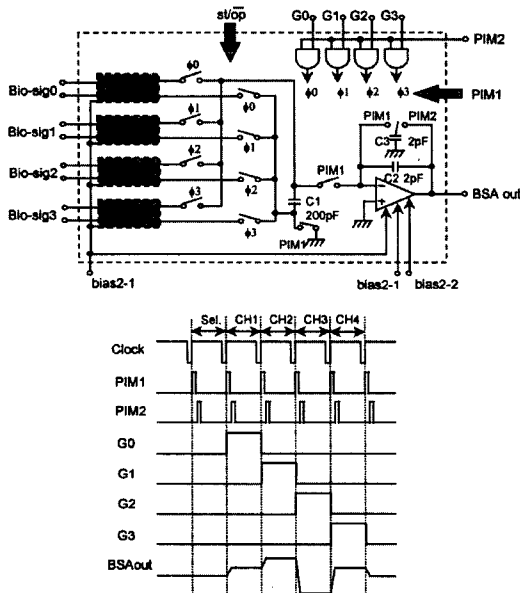 st/op
G0 G1 G2 G3
PIM2
ϕ0 ϕ1 ϕ2 ϕ3
PIM1
Bio-sig0
Bio-sig1
Bio-sig2
Bio-sig3
ϕ0
ϕ0
ϕ1
ϕ1
ϕ2
ϕ2
ϕ3
ϕ3
PIM1 PIM2
C3 2pF
PIM1
C2 2pF
C1
200pF
PIM1
BSA out
bias2-1
bias2-1
bias2-2
Sel. CH1 CH2 CH3 CH4
Clock
PIM1
PIM2
G0
G1
G2
G3
BSAout